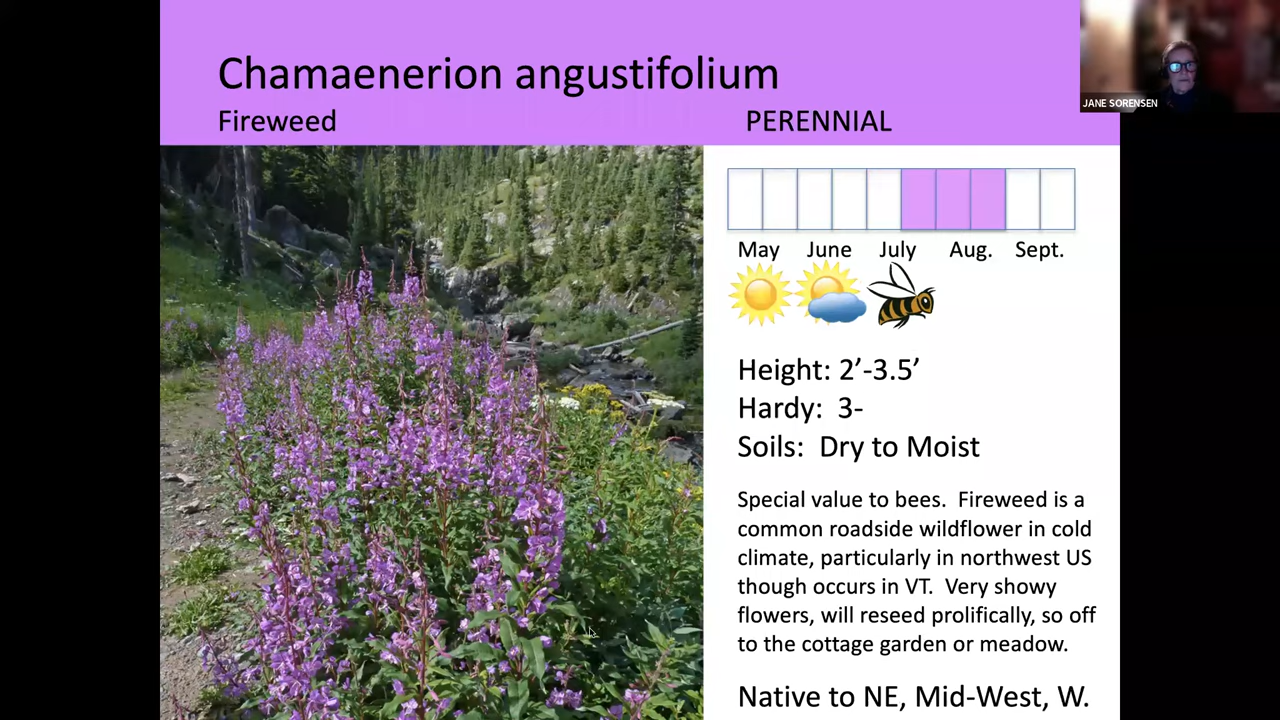 Chamaenerion angustifolium
Fireweed PERENNIAL
JANE SORENSEN
May June July Aug. Sept.
Height: 2’-3.5’
Hardy: 3-
Soils: Dry to Moist
Special value to bees. Fireweed is a
common roadside wildflower in cold
climate, particularly in northwest US
though occurs in VT. Very showy
flowers, will reseed prolifically, so off
to the cottage garden or meadow.
Native to NE, Mid-West, W.